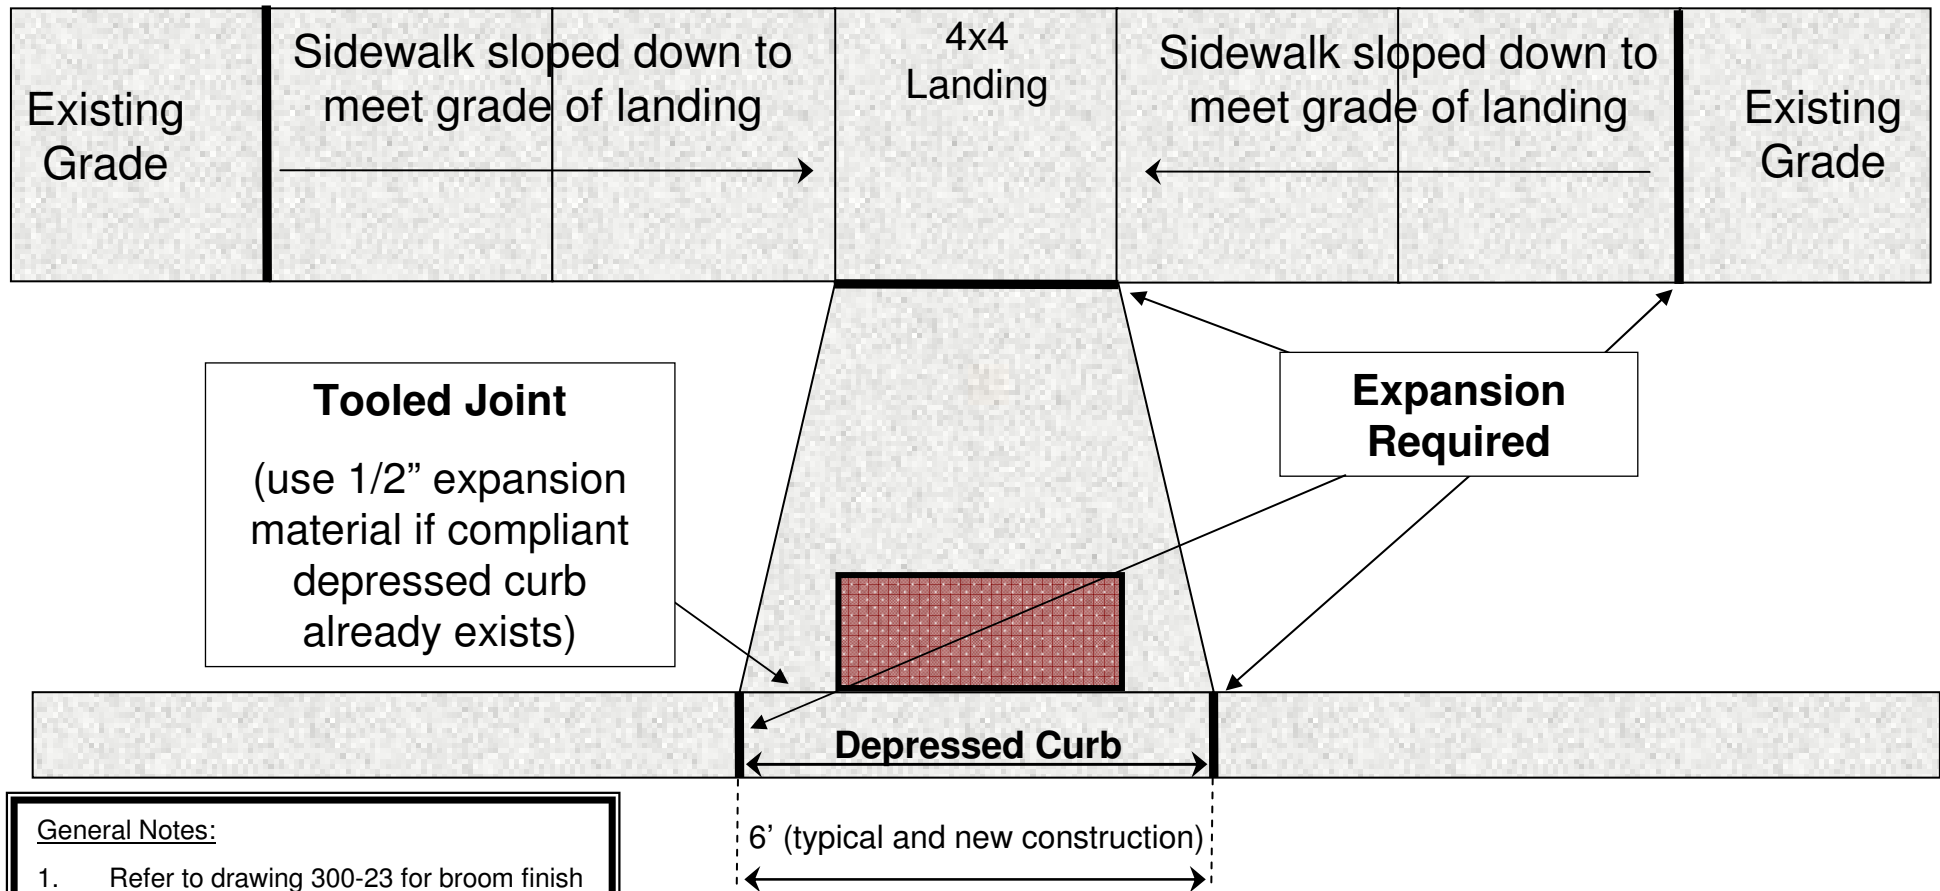 Existing
Grade
Sidewalk sloped down to
meet grade of landing
4x4
Landing
Sidewalk sloped down to
meet grade of landing
Existing
Grade
Tooled Joint
(use 1/2” expansion
material if compliant
depressed curb
already exists)
Expansion
Required
Depressed Curb
6’ (typical and new construction)
General Notes:
1. Refer to drawing 300-23 for broom finish